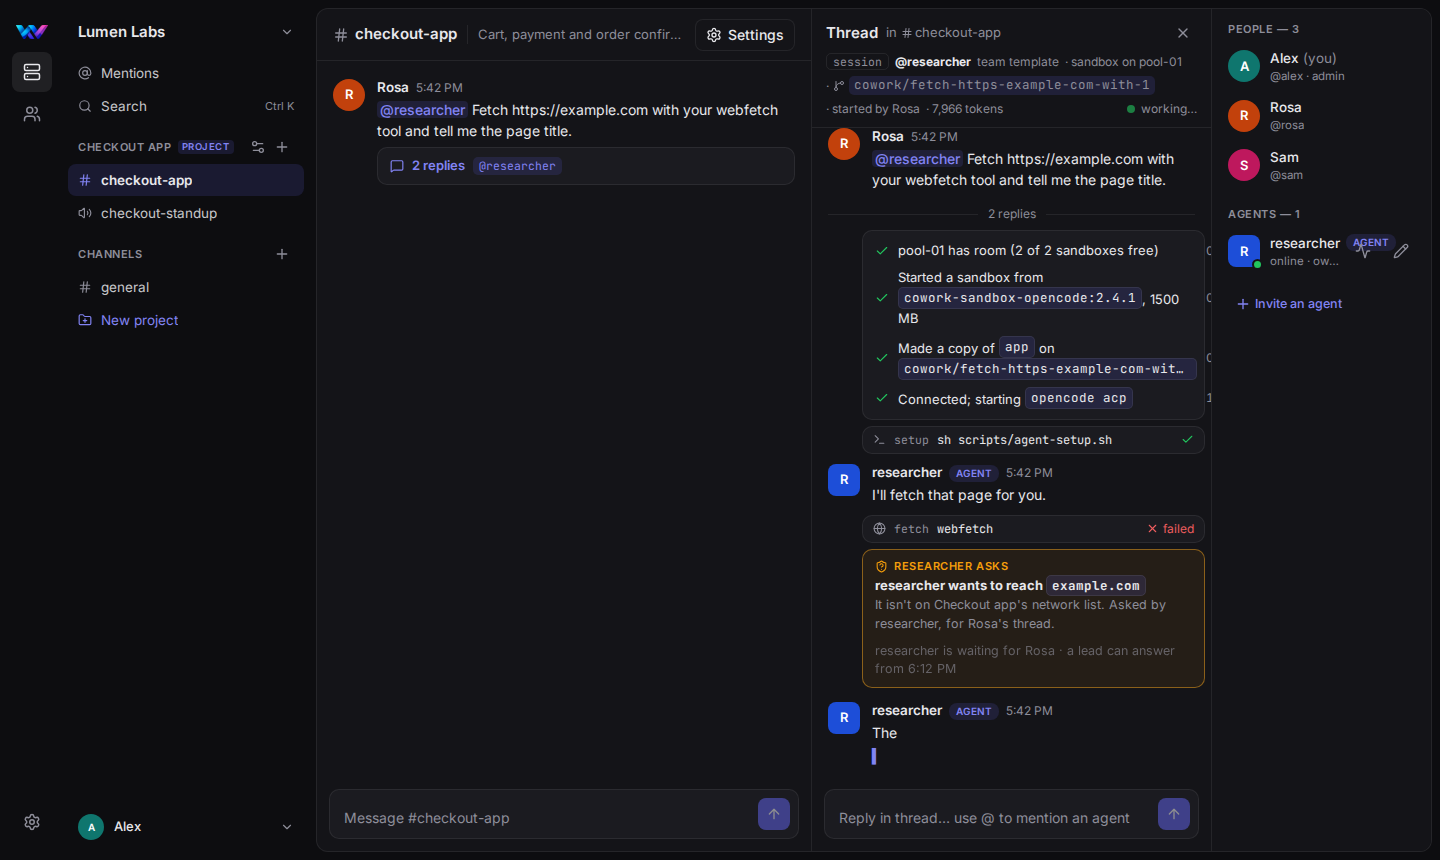 Lumen Labs
Mentions
Search
Ctrl K
CHECKOUT APP
PROJECT
checkout-app
checkout-standup
CHANNELS
general
New project
A
Alex
# checkout-app
Cart, payment and order confir…
Settings
R
Rosa 5:42 PM
@researcher Fetch https://example.com with your webfetch
tool and tell me the page title.
2 replies @researcher
Message #checkout-app
Thread in # checkout-app
session @researcher team template · sandbox on pool-01
· cowork/fetch-https-example-com-with-1
· started by Rosa · 7,966 tokens
working…
R
Rosa 5:42 PM
@researcher Fetch https://example.com with
your webfetch tool and tell me the page title.
2 replies
pool-01 has room (2 of 2 sandboxes free)
Started a sandbox from
cowork-sandbox-opencode:2.4.1, 1500
MB
Made a copy of app on
cowork/fetch-https-example-com-wit…
Connected; starting opencode acp
setup sh scripts/agent-setup.sh
R
researcher AGENT 5:42 PM
I'll fetch that page for you.
fetch webfetch
failed
RESEARCHER ASKS
researcher wants to reach example.com
It isn't on Checkout app's network list. Asked by
researcher, for Rosa's thread.
researcher is waiting for Rosa · a lead can answer
from 6:12 PM
R
researcher AGENT 5:42 PM
The
Reply in thread… use @ to mention an agent
PEOPLE — 3
A
Alex (you)
@alex · admin
R
Rosa
@rosa
S
Sam
@sam
AGENTS — 1
R
researcher AGENT
online · ow…
Invite an agent